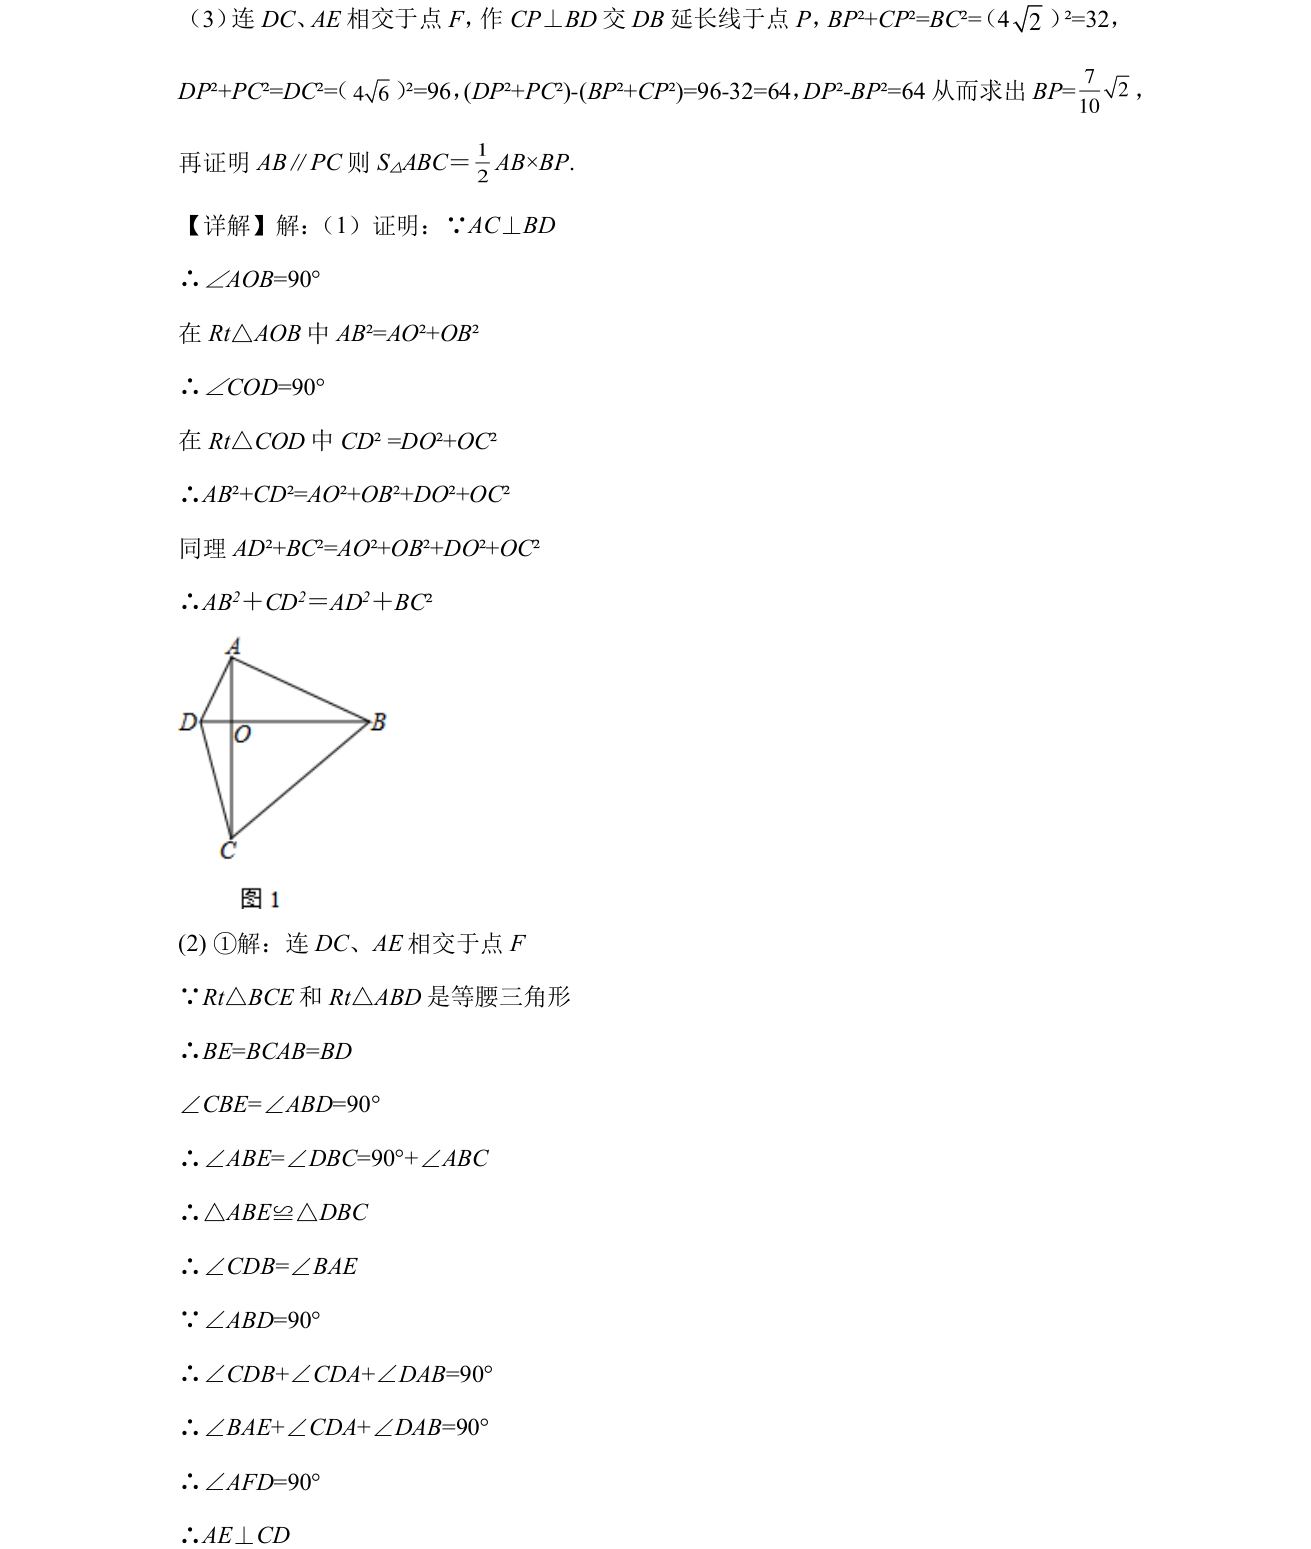 （3）连 DC、AE 相交于点 F, 作 CP⊥BD 交 DB 延长线于点 P, BP²+CP²=BC²=（4√2）²=32,
DP²+PC²=DC²=（4√6）²=96, (DP²+PC²)-(BP²+CP²)=96-32=64, DP²-BP²=64 从而求出 BP=7/10√2,
再证明 AB∥PC 则 S△ABC＝1/2 AB×BP.
【详解】解：（1）证明：∵AC⊥BD
∴∠AOB=90°
在 Rt△AOB 中 AB²=AO²+OB²
∴∠COD=90°
在 Rt△COD 中 CD² =DO²+OC²
∴AB²+CD²=AO²+OB²+DO²+OC²
同理 AD²+BC²=AO²+OB²+DO²+OC²
∴AB²＋CD²＝AD²＋BC²
A
D
O
B
C
图 1
(2) ①解：连 DC、AE 相交于点 F
∵Rt△BCE 和 Rt△ABD 是等腰三角形
∴BE=BCAB=BD
∠CBE=∠ABD=90°
∴∠ABE=∠DBC=90°+∠ABC
∴△ABE≌△DBC
∴∠CDB=∠BAE
∵∠ABD=90°
∴∠CDB+∠CDA+∠DAB=90°
∴∠BAE+∠CDA+∠DAB=90°
∴∠AFD=90°
∴AE⊥CD